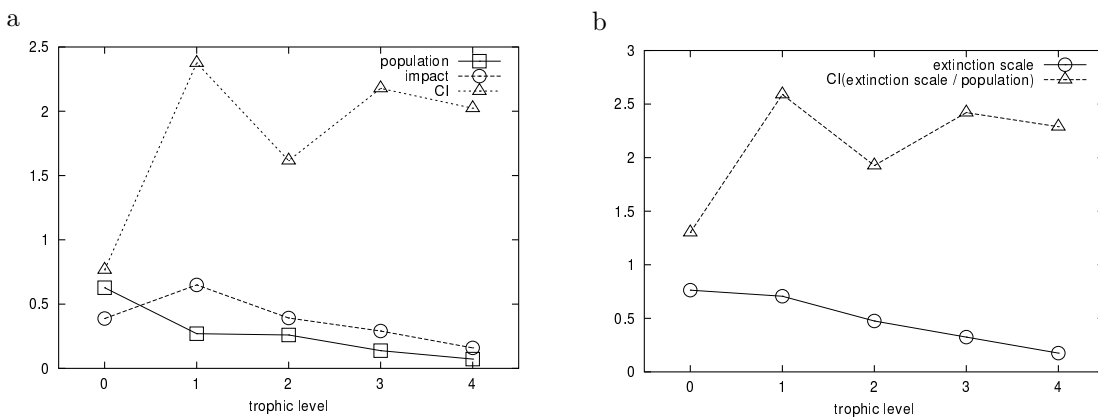 a
2.5
2
1.5
1
0.5
0
0 1 2 3 4
trophic level
population
impact
CI
b
3
2.5
2
1.5
1
0.5
0
0 1 2 3 4
trophic level
extinction scale
CI(extinction scale / population)